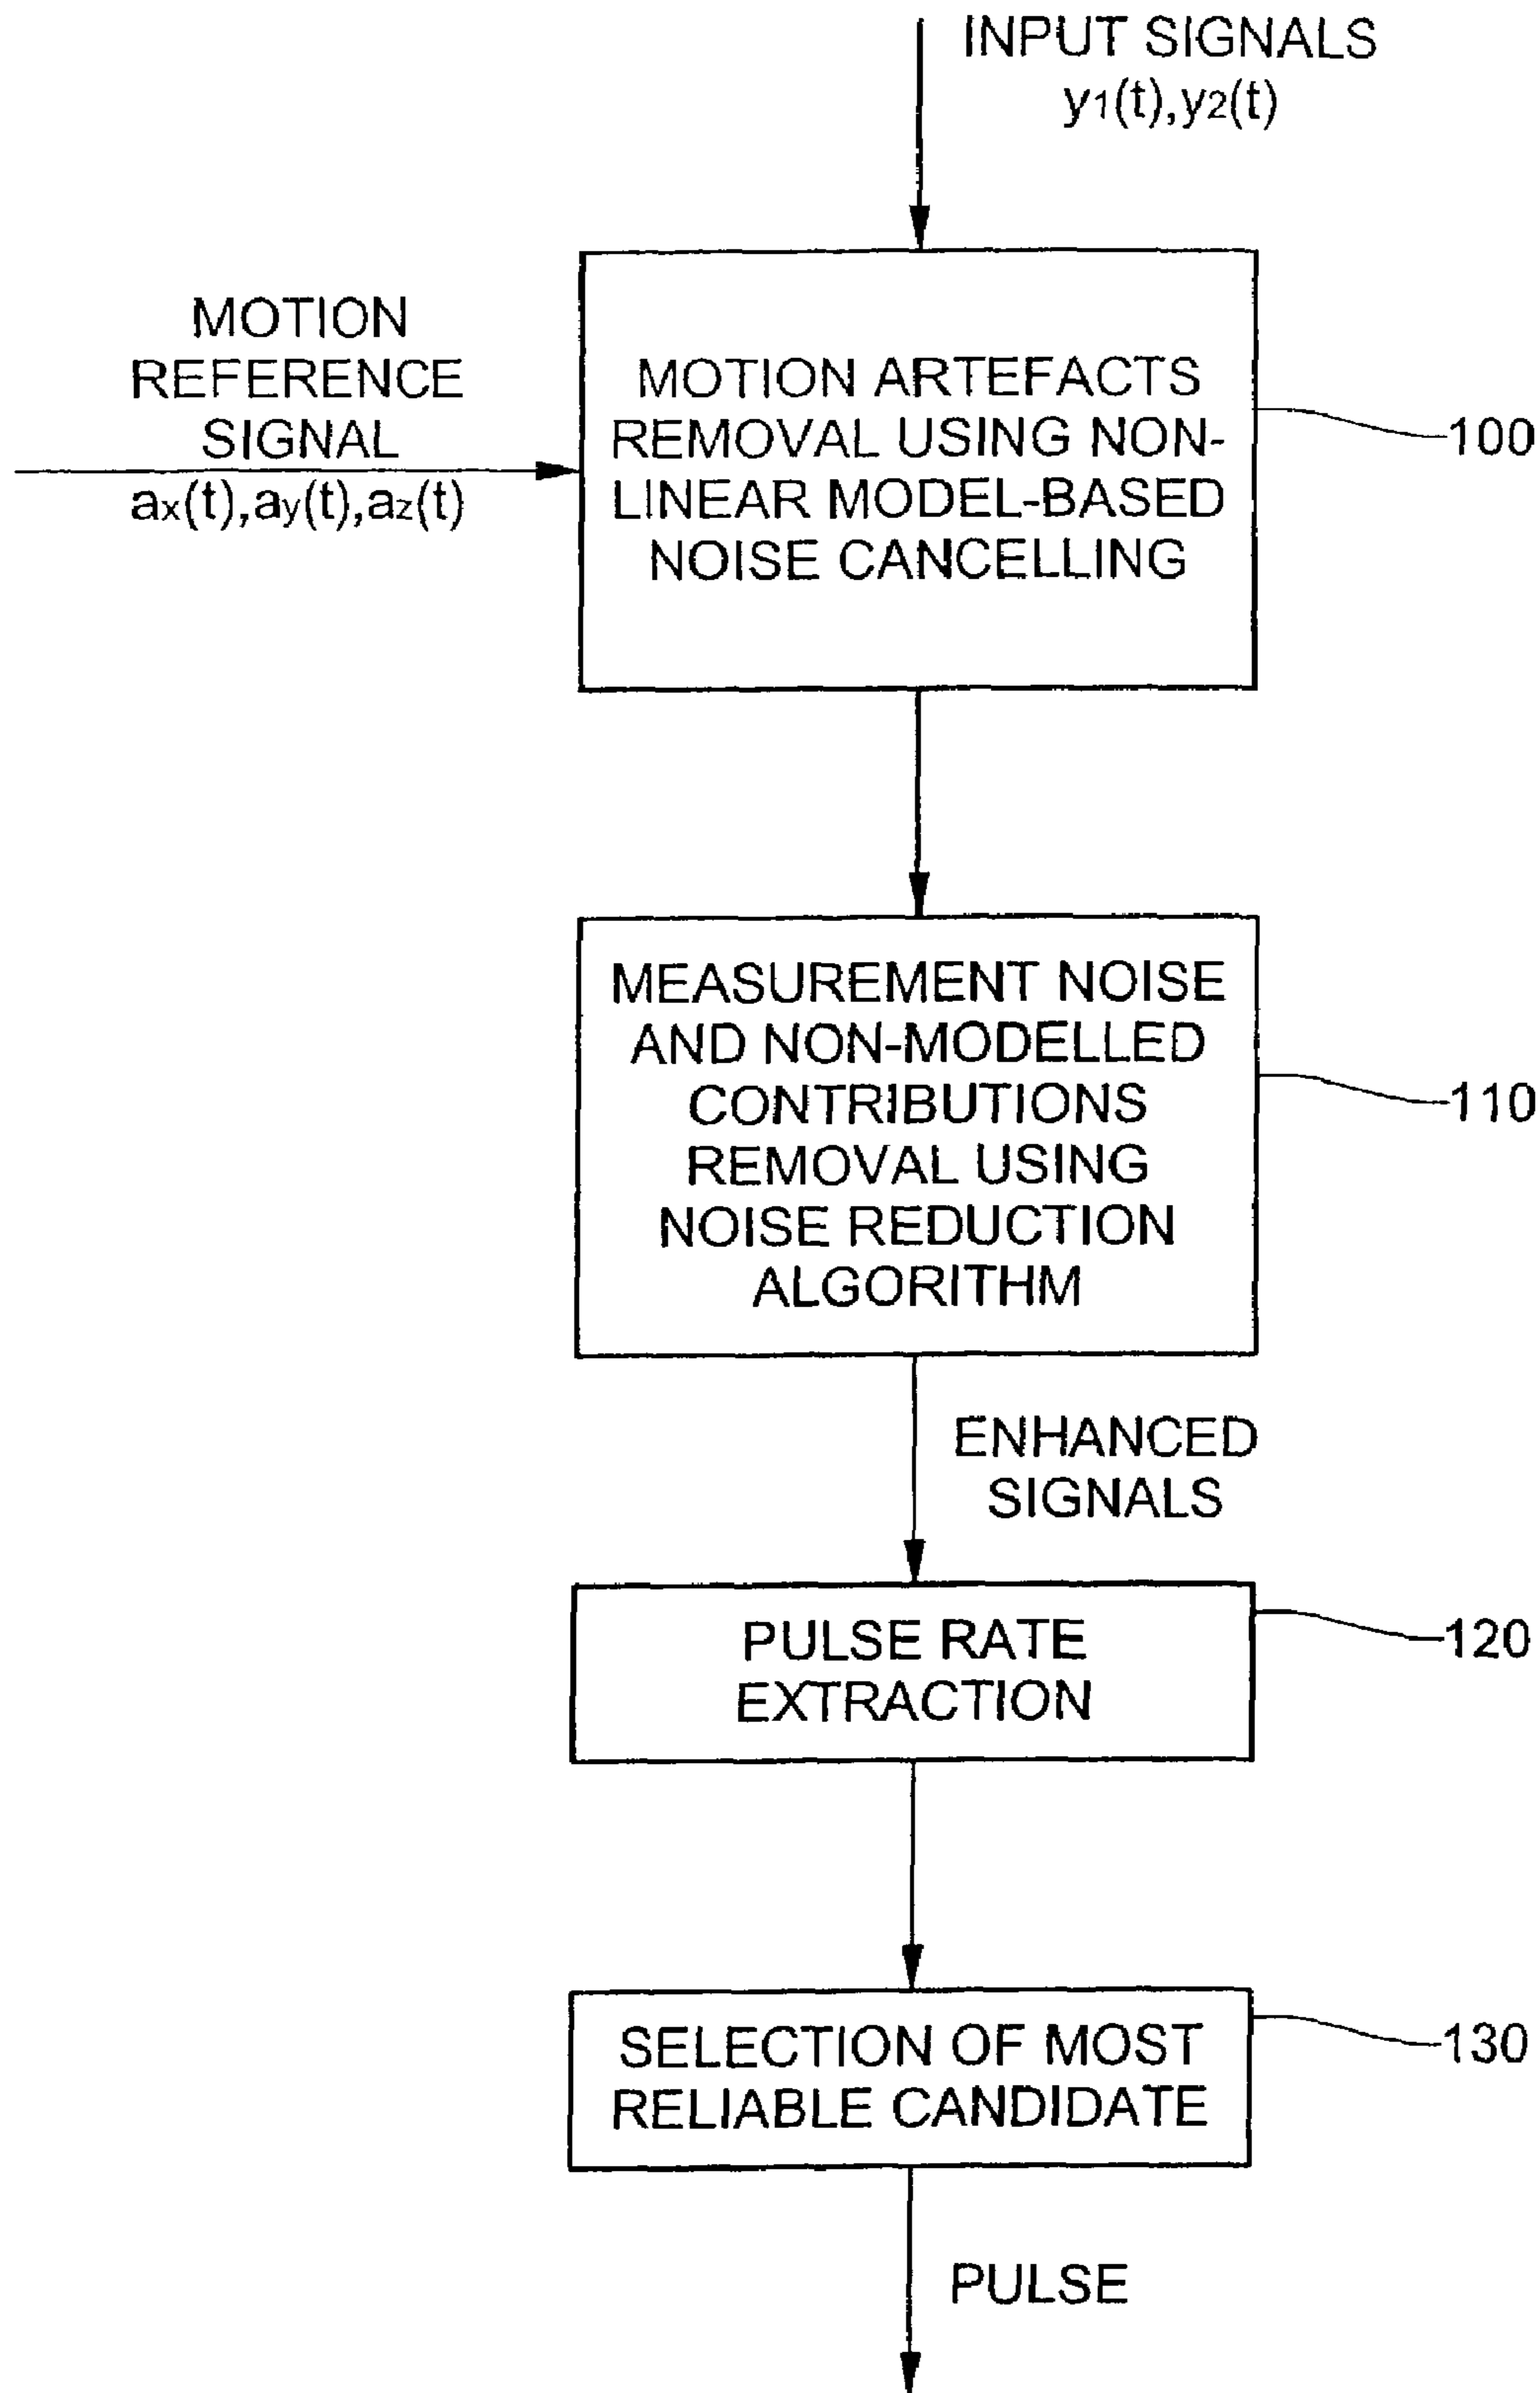 INPUT SIGNALS
y1(t),y2(t)
MOTION
REFERENCE
SIGNAL
ax(t),ay(t),az(t)
MOTION ARTEFACTS
REMOVAL USING NON-
LINEAR MODEL-BASED
NOISE CANCELLING
100
MEASUREMENT NOISE
AND NON-MODELLED
CONTRIBUTIONS
REMOVAL USING
NOISE REDUCTION
ALGORITHM
110
ENHANCED
SIGNALS
PULSE RATE
EXTRACTION
120
SELECTION OF MOST
RELIABLE CANDIDATE
130
PULSE